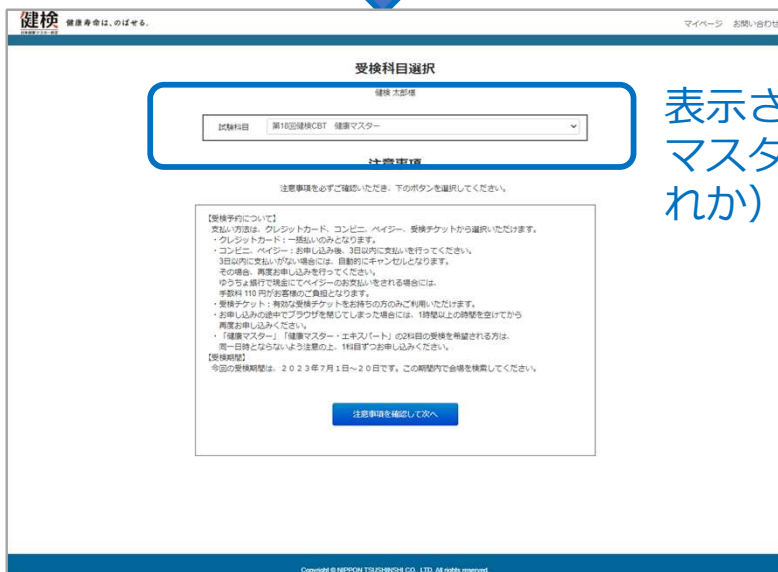 健検 健康寿命は、のばせる。
日本健康マスター検定
マイページ お問い合わせ
受検科目選択
健検 太郎様
試験科目 第16回健検CBT 健康マスター
注意事項
注意事項を必ずご確認いただき、下のボタンを選択してください。
【受検予約について】
支払い方法は、クレジットカード、コンビニ、ペイジー、受検チケットから選択いただけます。
・クレジットカード：一括払いのみとなります。
・コンビニ、ペイジー：お申し込み後、3日以内に支払いを行ってください。
3日以内に支払いがない場合には、自動的にキャンセルとなります。
その場合、再度お申し込みを行ってください。
ゆうちょ銀行で現金にてペイジーのお支払いをされる場合には、
手数料 110 円がお客様のご負担となります。
・受検チケット：有効な受検チケットをお持ちの方のみご利用いただけます。
・お申し込みの途中でブラウザを閉じてしまった場合には、1時間以上の時間を空けてから
再度お申し込みください。
・「健康マスター」「健康マスター・エキスパート」の2科目の受検を希望される方は、
同一日時とならないよう注意の上、1科目ずつお申し込みください。
【受検期間】
今回の受検期間は、２０２３年７月１日～２０日です。この期間内で会場を検索してください。
注意事項を確認して次へ
Copyright © NIPPON TSUSHINSHI CO., LTD. All rights reserved.
表示さ
マスタ
れか）